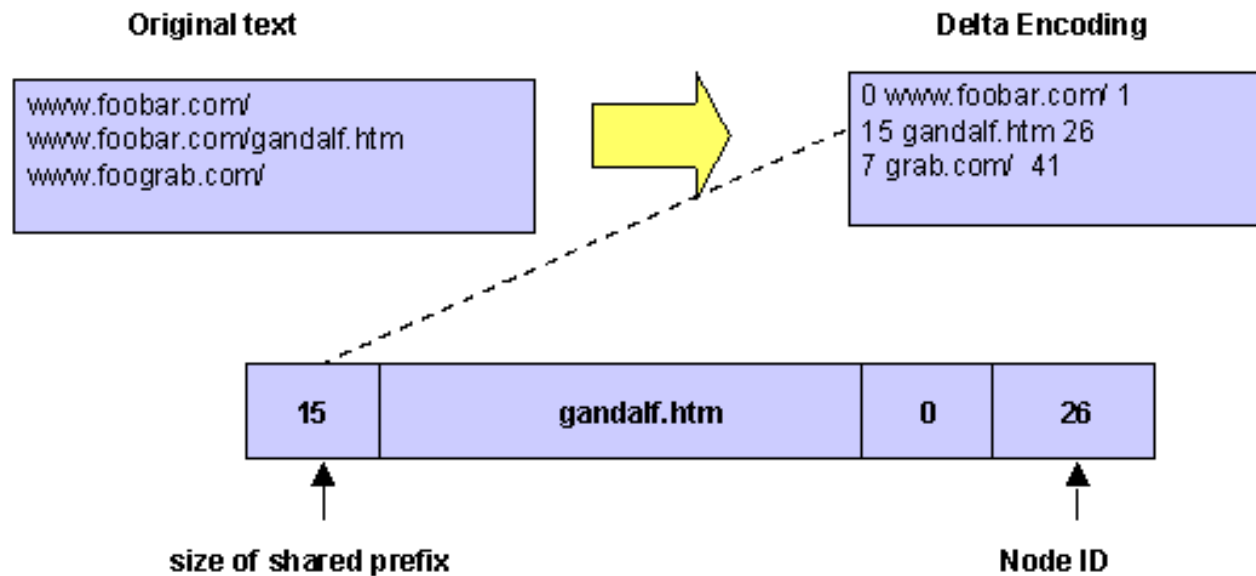 Original text
www.foobar.com/
www.foobar.com/gandalf.htm
www.foograb.com/
Delta Encoding
0 www.foobar.com/ 1
15 gandalf.htm 26
7 grab.com/ 41
15 gandalf.htm 0 26
size of shared prefix
Node ID